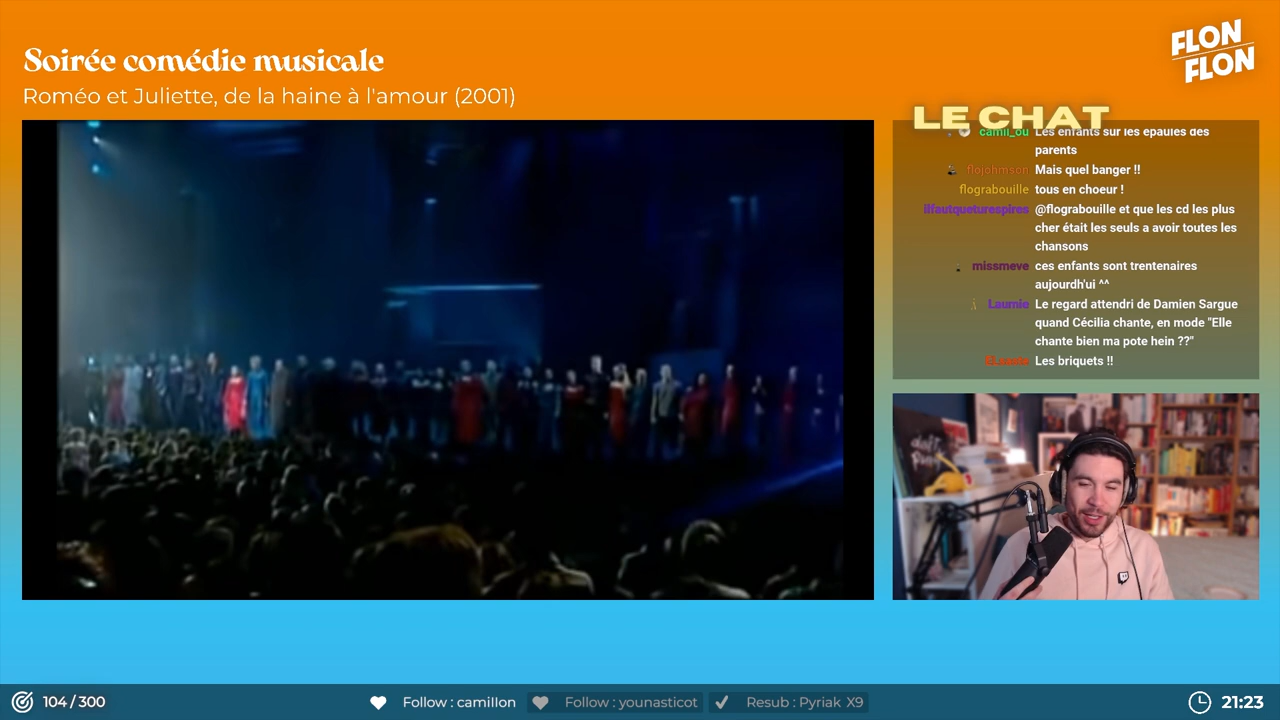 Soirée comédie musicale
Roméo et Juliette, de la haine à l'amour (2001)
FLON
FLON
LE CHAT
camil_ou Les enfants sur les épaules des
parents
flojohmson Mais quel banger !!
flograbouille tous en choeur !
ilfautqueturespires @flograbouille et que les cd les plus
cher était les seuls a avoir toutes les
chansons
missmeve ces enfants sont trentenaires
aujourdh'ui ^^
Laumie Le regard attendri de Damien Sargue
quand Cécilia chante, en mode "Elle
chante bien ma pote hein ??"
Les briquets !!
104 / 300
Follow : camillon
Follow : younasticot
Resub : Pyriak X9
21:23